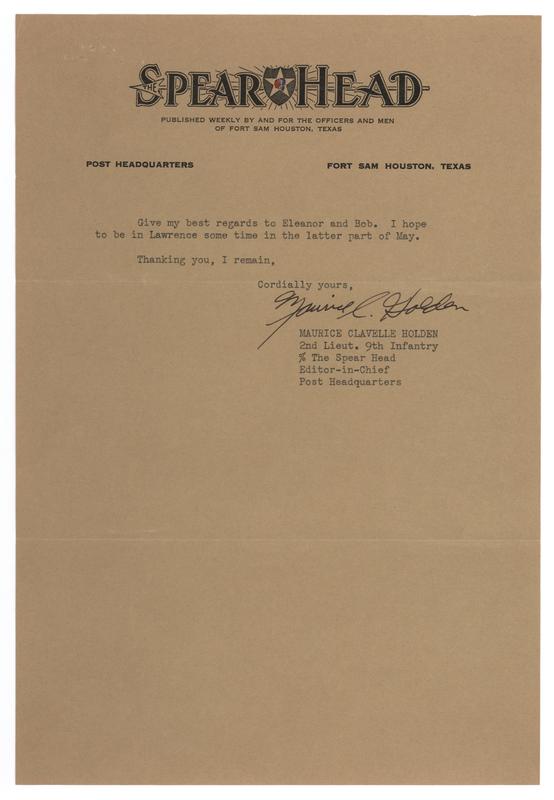 THE SPEAR HEAD
PUBLISHED WEEKLY BY AND FOR THE OFFICERS AND MEN
OF FORT SAM HOUSTON, TEXAS
POST HEADQUARTERS FORT SAM HOUSTON, TEXAS
Give my best regards to Eleanor and Bob. I hope
to be in Lawrence some time in the latter part of May.
Thanking you, I remain,
Cordially yours,
Maurice C. Holden
MAURICE CLAVELLE HOLDEN
2nd Lieut. 9th Infantry
% The Spear Head
Editor-in-Chief
Post Headquarters